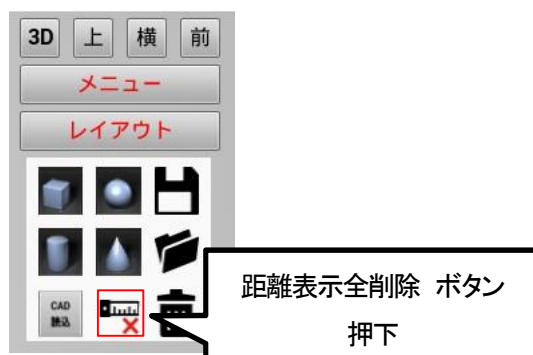 3D 上 横 前
メニュー
レイアウト
CAD
読込
距離表示全削除 ボタン
押下